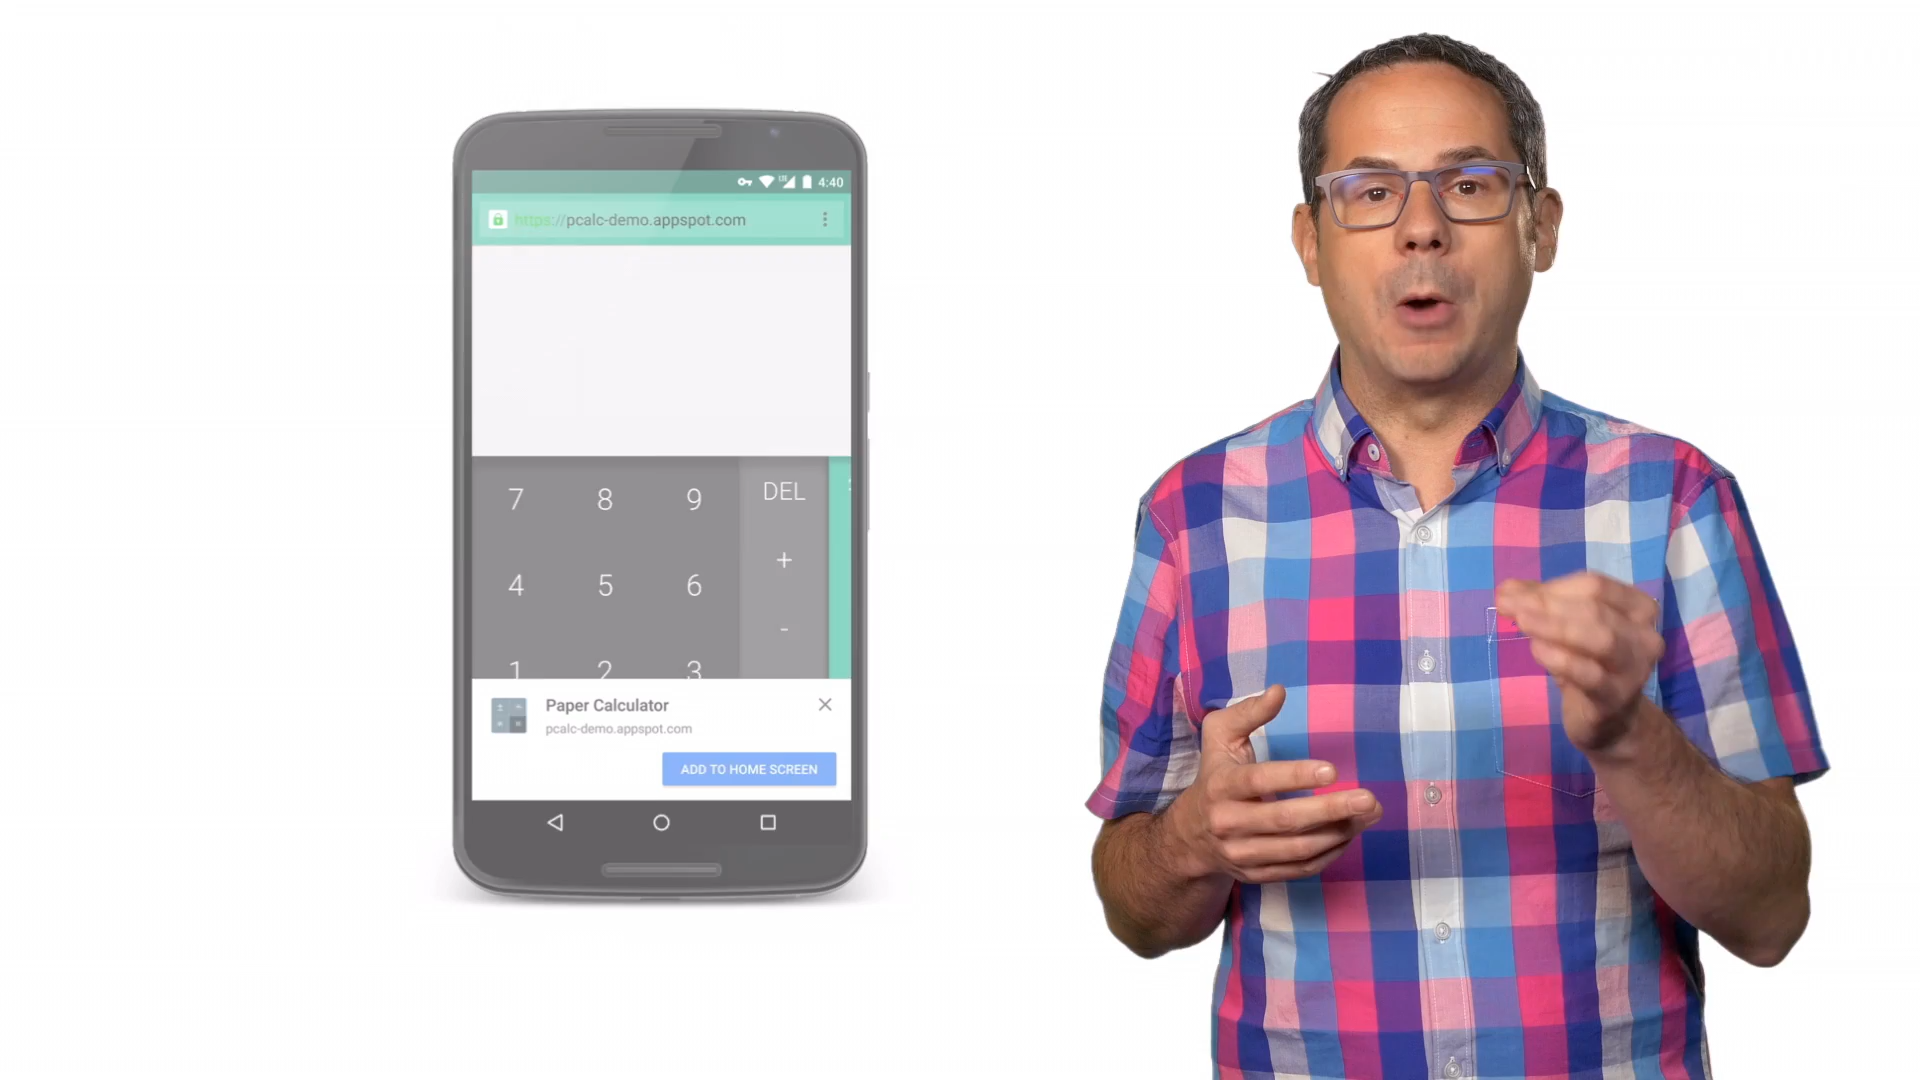 LTE 4:40
https://pcalc-demo.appspot.com
7 8 9 DEL
+
4 5 6
-
1 2 3
Paper Calculator
pcalc-demo.appspot.com
ADD TO HOME SCREEN